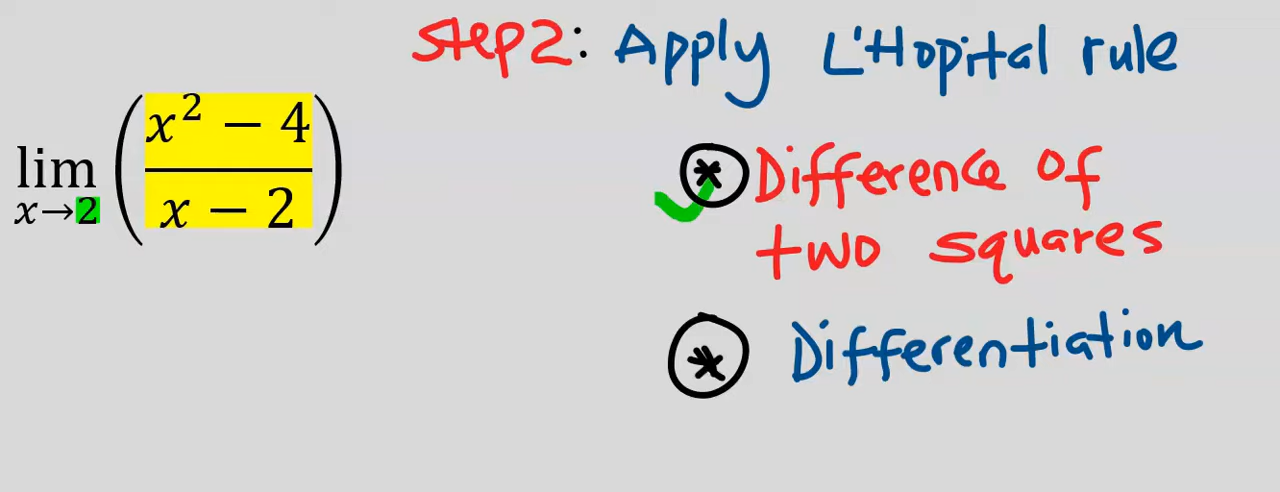 Step2: Apply L'Hopital rule
lim x→2 (x² − 4 / x − 2)
* Difference of
two squares
* Differentiation